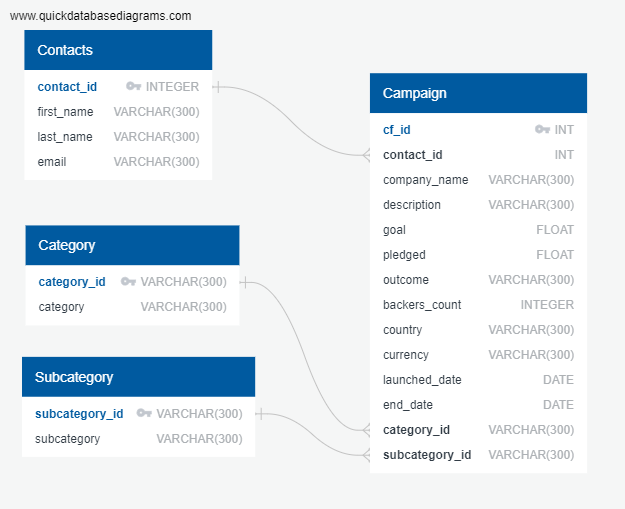 www.quickdatabasediagrams.com
Contacts
contact_id INTEGER
first_name VARCHAR(300)
last_name VARCHAR(300)
email VARCHAR(300)
Campaign
cf_id INT
contact_id INT
company_name VARCHAR(300)
description VARCHAR(300)
goal FLOAT
pledged FLOAT
outcome VARCHAR(300)
backers_count INTEGER
country VARCHAR(300)
currency VARCHAR(300)
launched_date DATE
end_date DATE
category_id VARCHAR(300)
subcategory_id VARCHAR(300)
Category
category_id VARCHAR(300)
category VARCHAR(300)
Subcategory
subcategory_id VARCHAR(300)
subcategory VARCHAR(300)